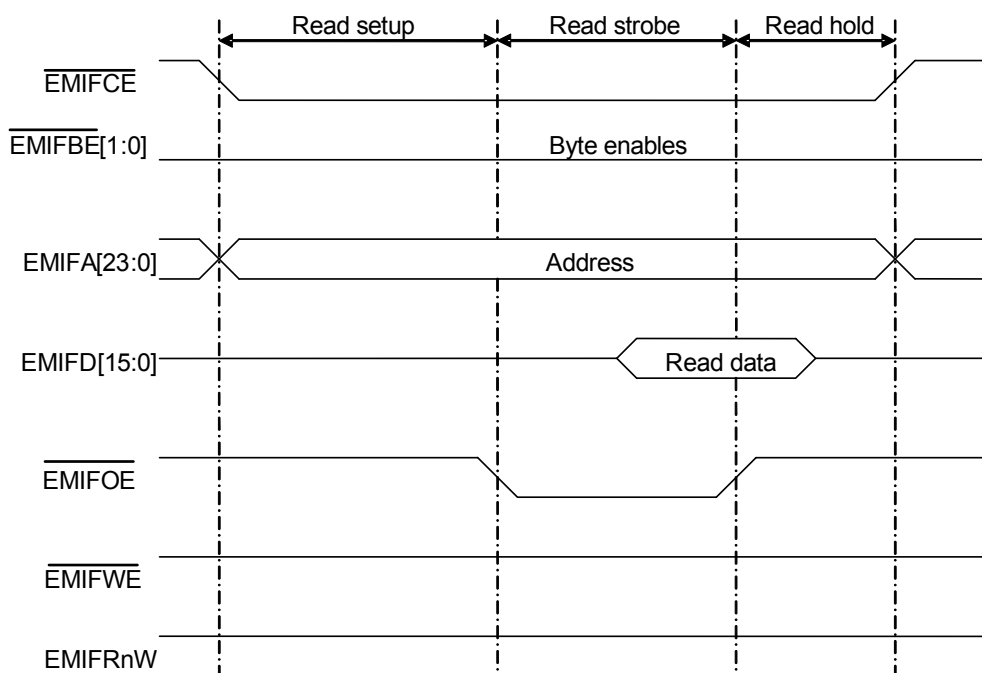 Read setup Read strobe Read hold
EMIFCE
EMIFBE[1:0] Byte enables
EMIFA[23:0] Address
EMIFD[15:0] Read data
EMIFOE
EMIFWE
EMIFRnW